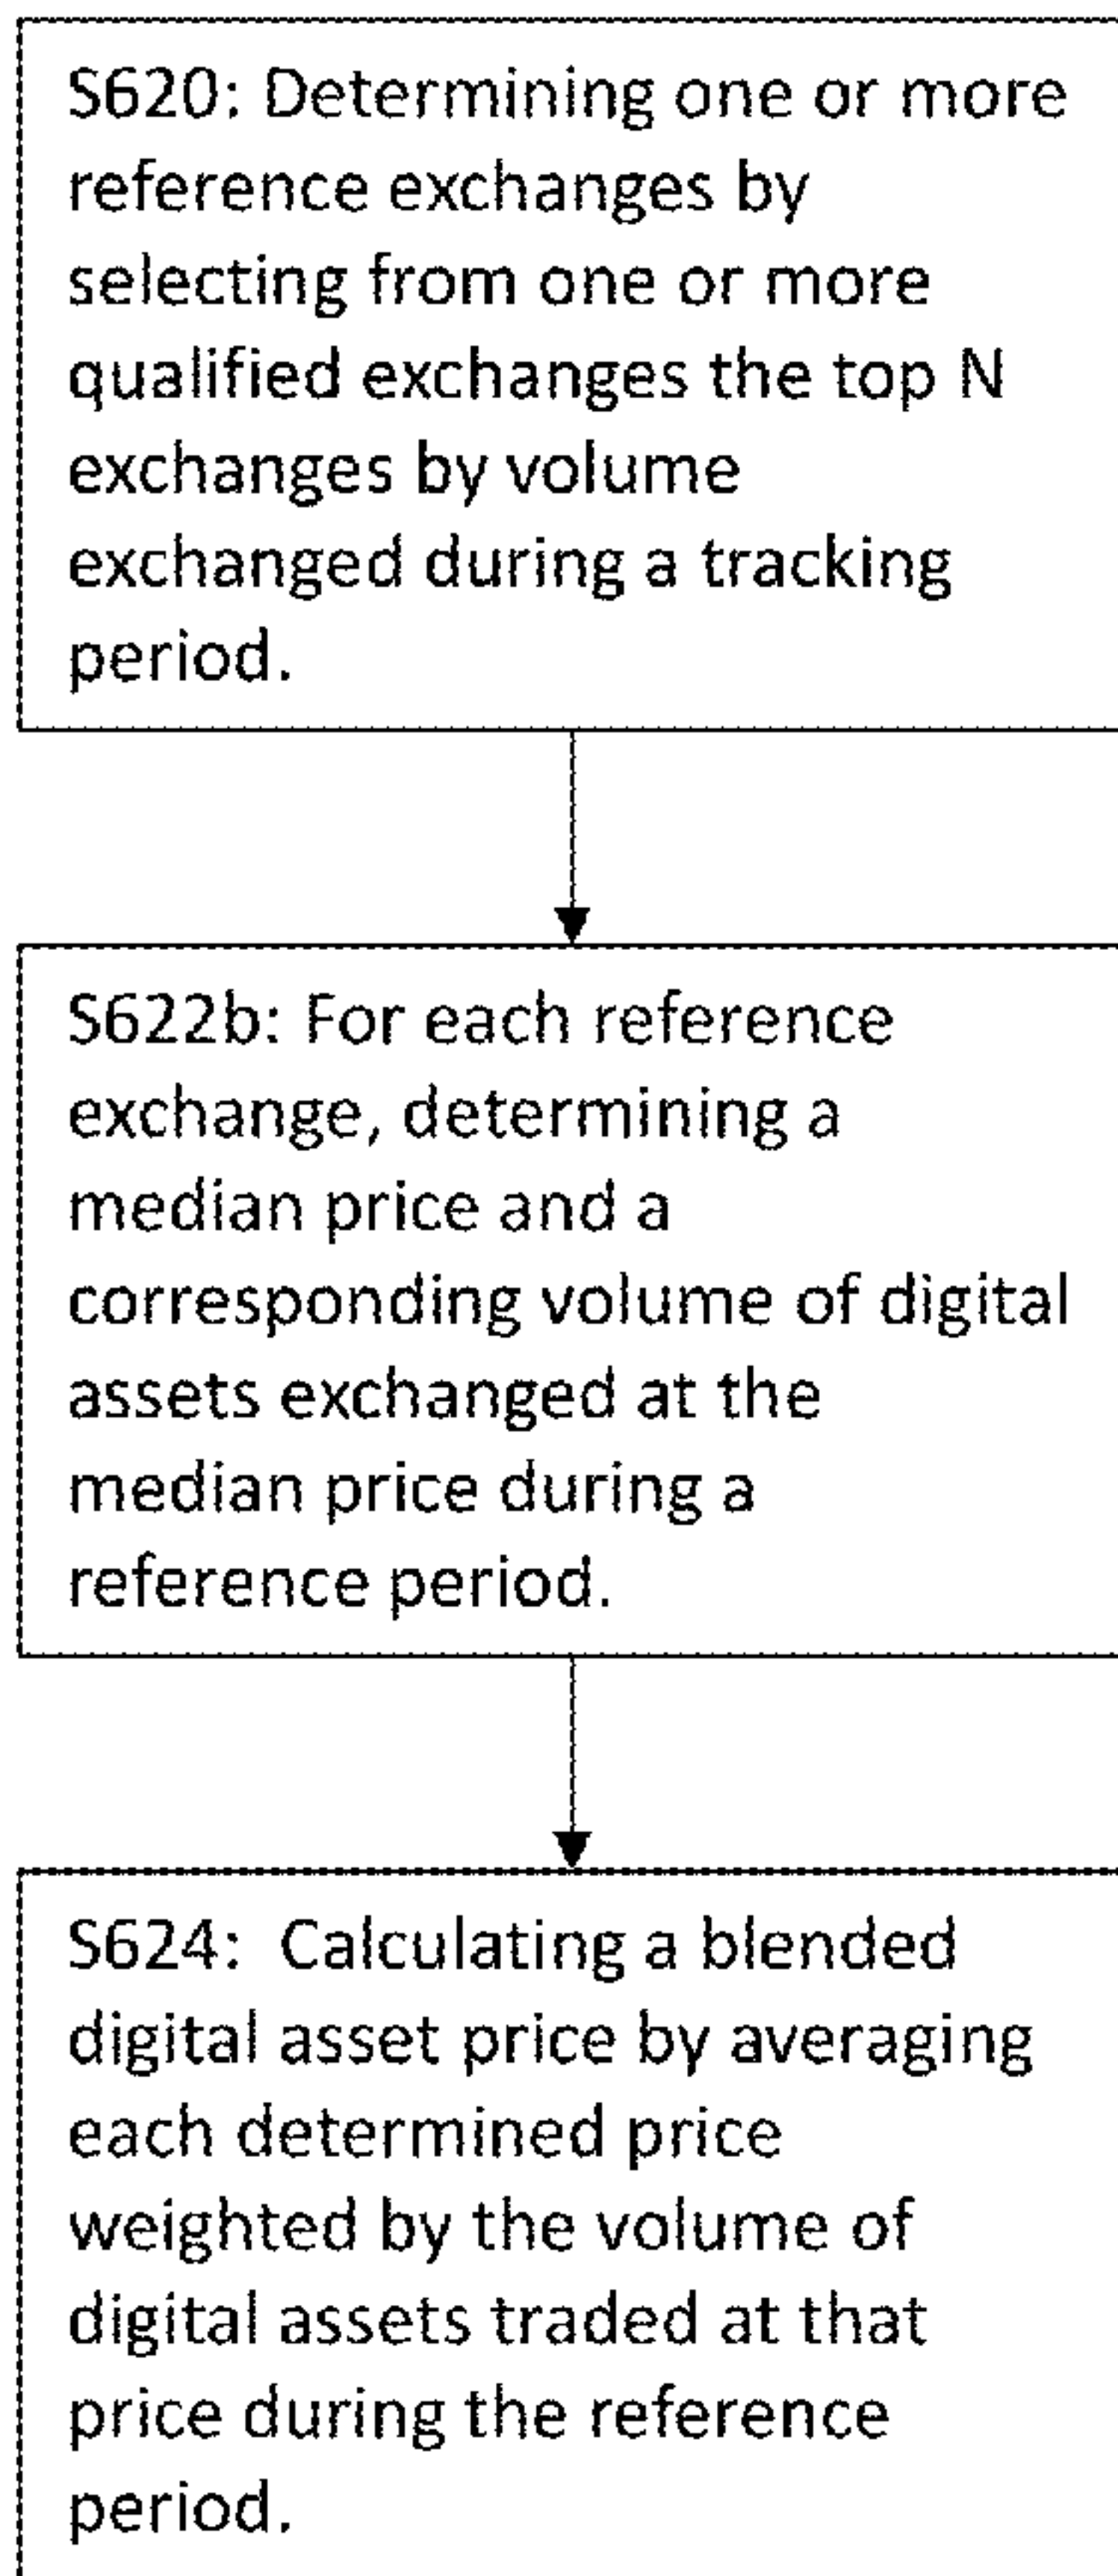 S620: Determining one or more
reference exchanges by
selecting from one or more
qualified exchanges the top N
exchanges by volume
exchanged during a tracking
period.
S622b: For each reference
exchange, determining a
median price and a
corresponding volume of digital
assets exchanged at the
median price during a
reference period.
S624: Calculating a blended
digital asset price by averaging
each determined price
weighted by the volume of
digital assets traded at that
price during the reference
period.